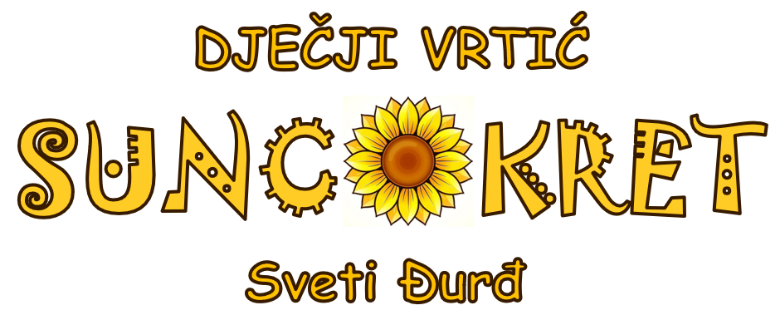 DJEČJI VRTIĆ
SUNCOKRET
Sveti Đurđ